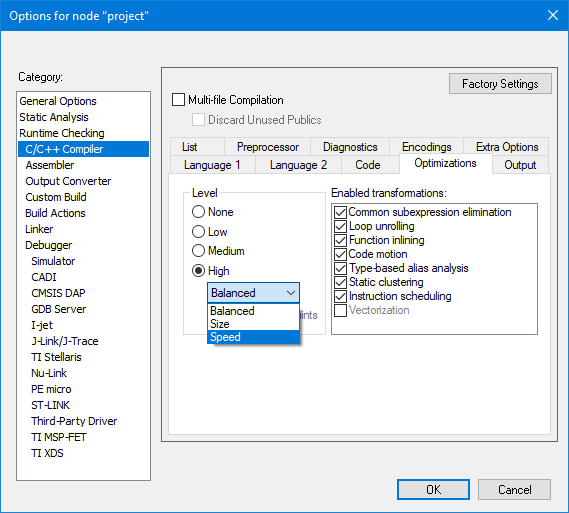 Options for node "project"
Category:
General Options
Static Analysis
Runtime Checking
C/C++ Compiler
Assembler
Output Converter
Custom Build
Build Actions
Linker
Debugger
Simulator
CADI
CMSIS DAP
GDB Server
I-jet
J-Link/J-Trace
TI Stellaris
Nu-Link
PE micro
ST-LINK
Third-Party Driver
TI MSP-FET
TI XDS
Factory Settings
Multi-file Compilation
Discard Unused Publics
List Preprocessor Diagnostics Encodings Extra Options
Language 1 Language 2 Code Optimizations Output
Level
None
Low
Medium
High
Balanced
Balanced
Size
Speed
Enabled transformations:
Common subexpression elimination
Loop unrolling
Function inlining
Code motion
Type-based alias analysis
Static clustering
Instruction scheduling
Vectorization
OK Cancel